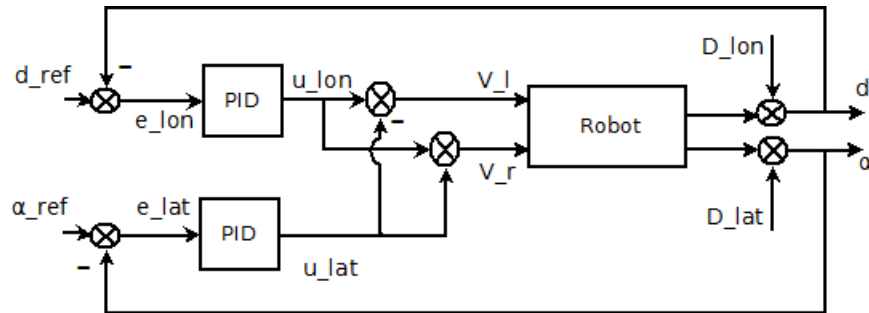 D_lon
d_ref
−
PID
u_lon
V_l
d
e_lon
−
Robot
α
V_r
α_ref
e_lat
PID
D_lat
−
u_lat